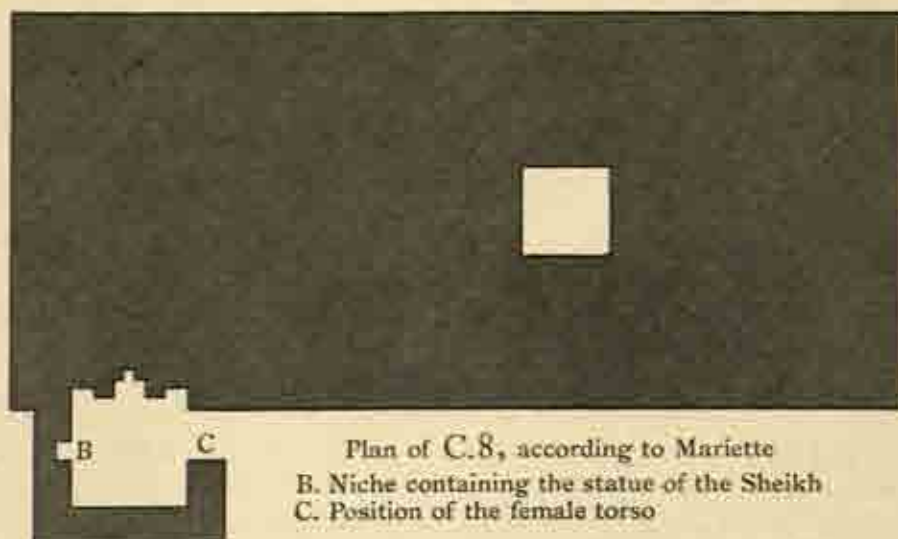 B
C
Plan of C.8, according to Mariette
B. Niche containing the statue of the Sheikh
C. Position of the female torso